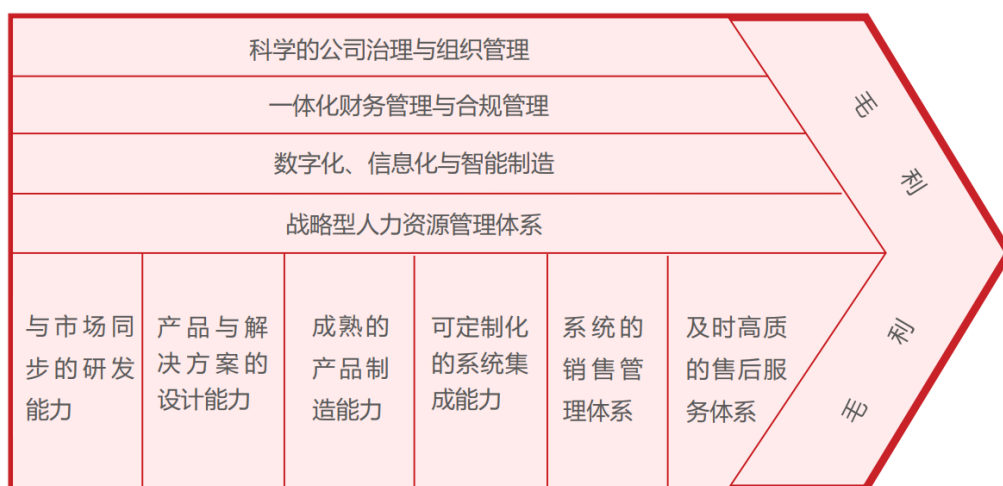 科学的公司治理与组织管理
一体化财务管理与合规管理
数字化、信息化与智能制造
战略型人力资源管理体系
与市场同
步的研发
能力
产品与解
决方案的
设计能力
成熟的
产品制
造能力
可定制化
的系统集
成能力
系统的
销售管
理体系
及时高质
的售后服
务体系
毛利
毛利